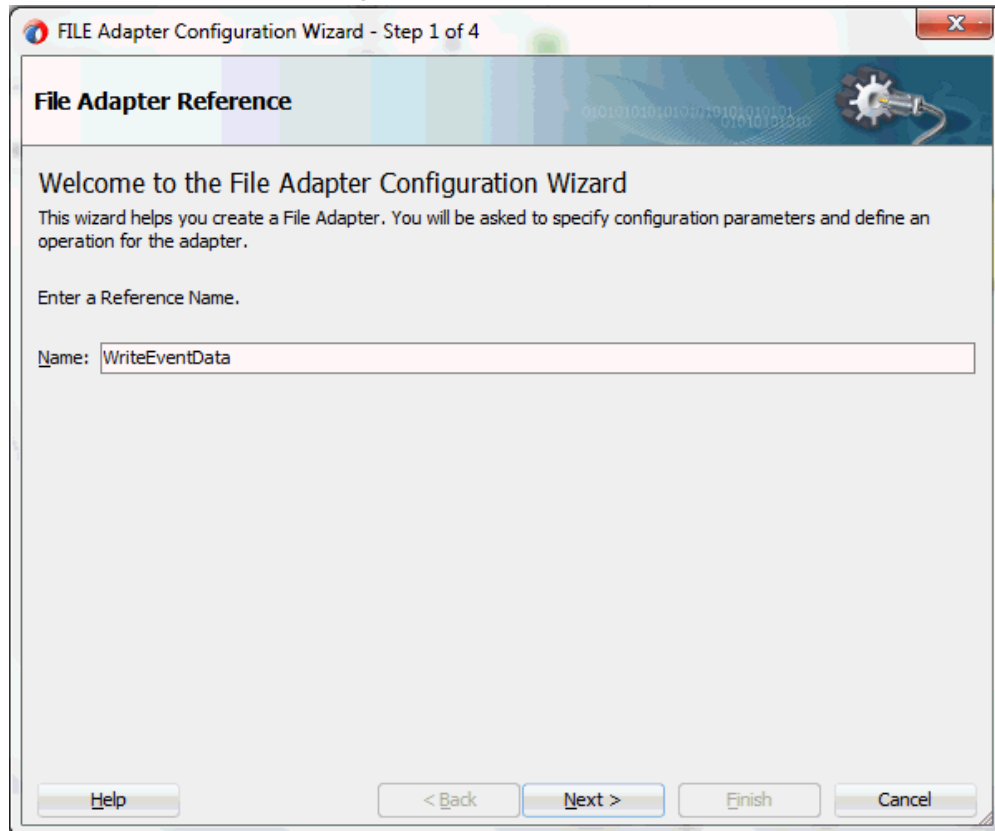 FILE Adapter Configuration Wizard - Step 1 of 4
X
File Adapter Reference
Welcome to the File Adapter Configuration Wizard
This wizard helps you create a File Adapter. You will be asked to specify configuration parameters and define an
operation for the adapter.
Enter a Reference Name.
Name: WriteEventData
Help < Back Next > Finish Cancel